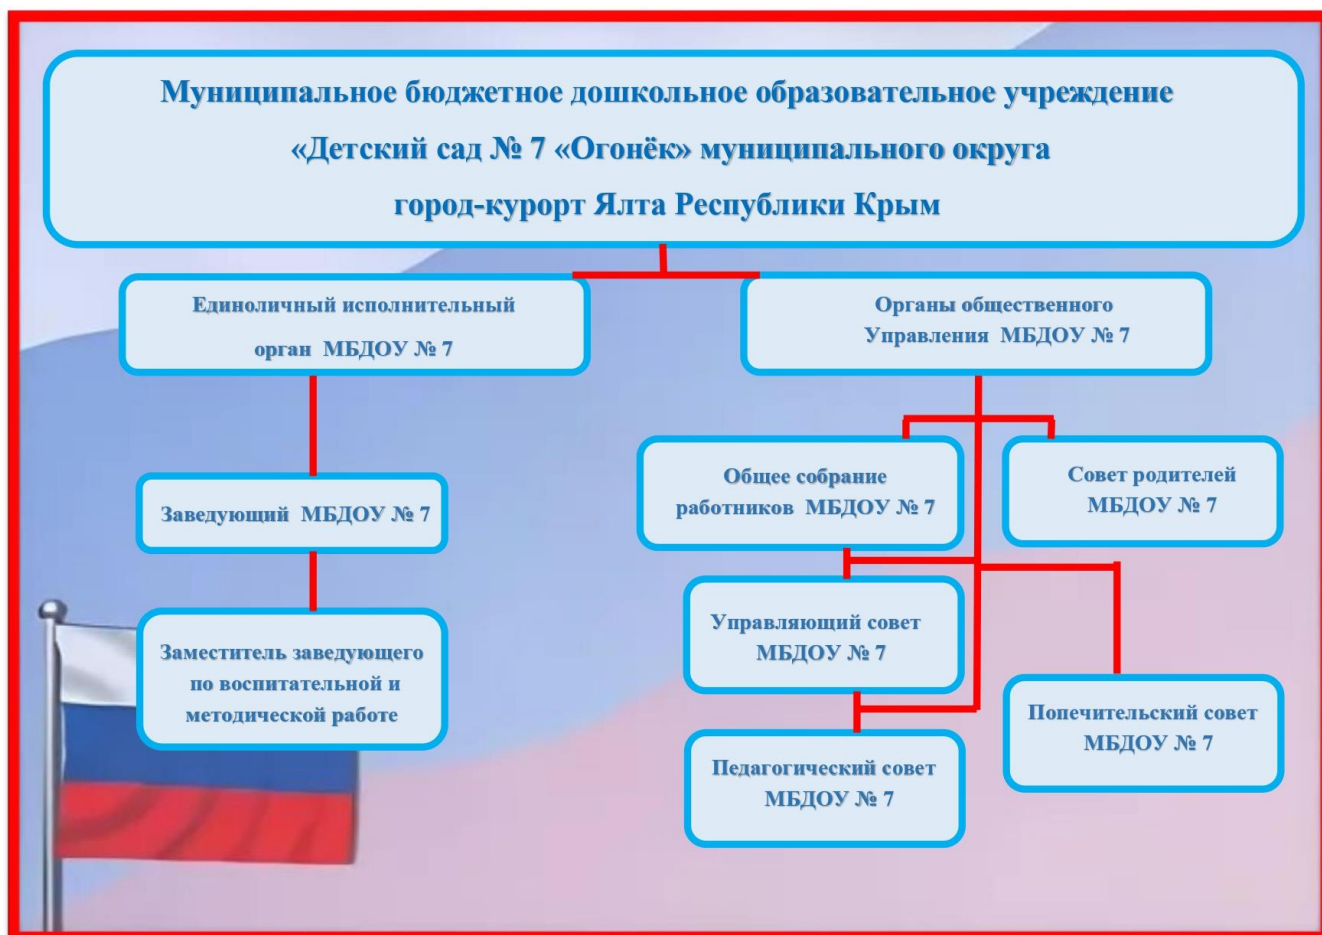 Муниципальное бюджетное дошкольное образовательное учреждение
«Детский сад № 7 «Огонёк» муниципального округа
город-курорт Ялта Республики Крым
Единоличный исполнительный
орган МБДОУ № 7
Органы общественного
Управления МБДОУ № 7
Заведующий МБДОУ № 7
Заместитель заведующего
по воспитательной и
методической работе
Общее собрание
работников МБДОУ № 7
Совет родителей
МБДОУ № 7
Управляющий совет
МБДОУ № 7
Попечительский совет
МБДОУ № 7
Педагогический совет
МБДОУ № 7